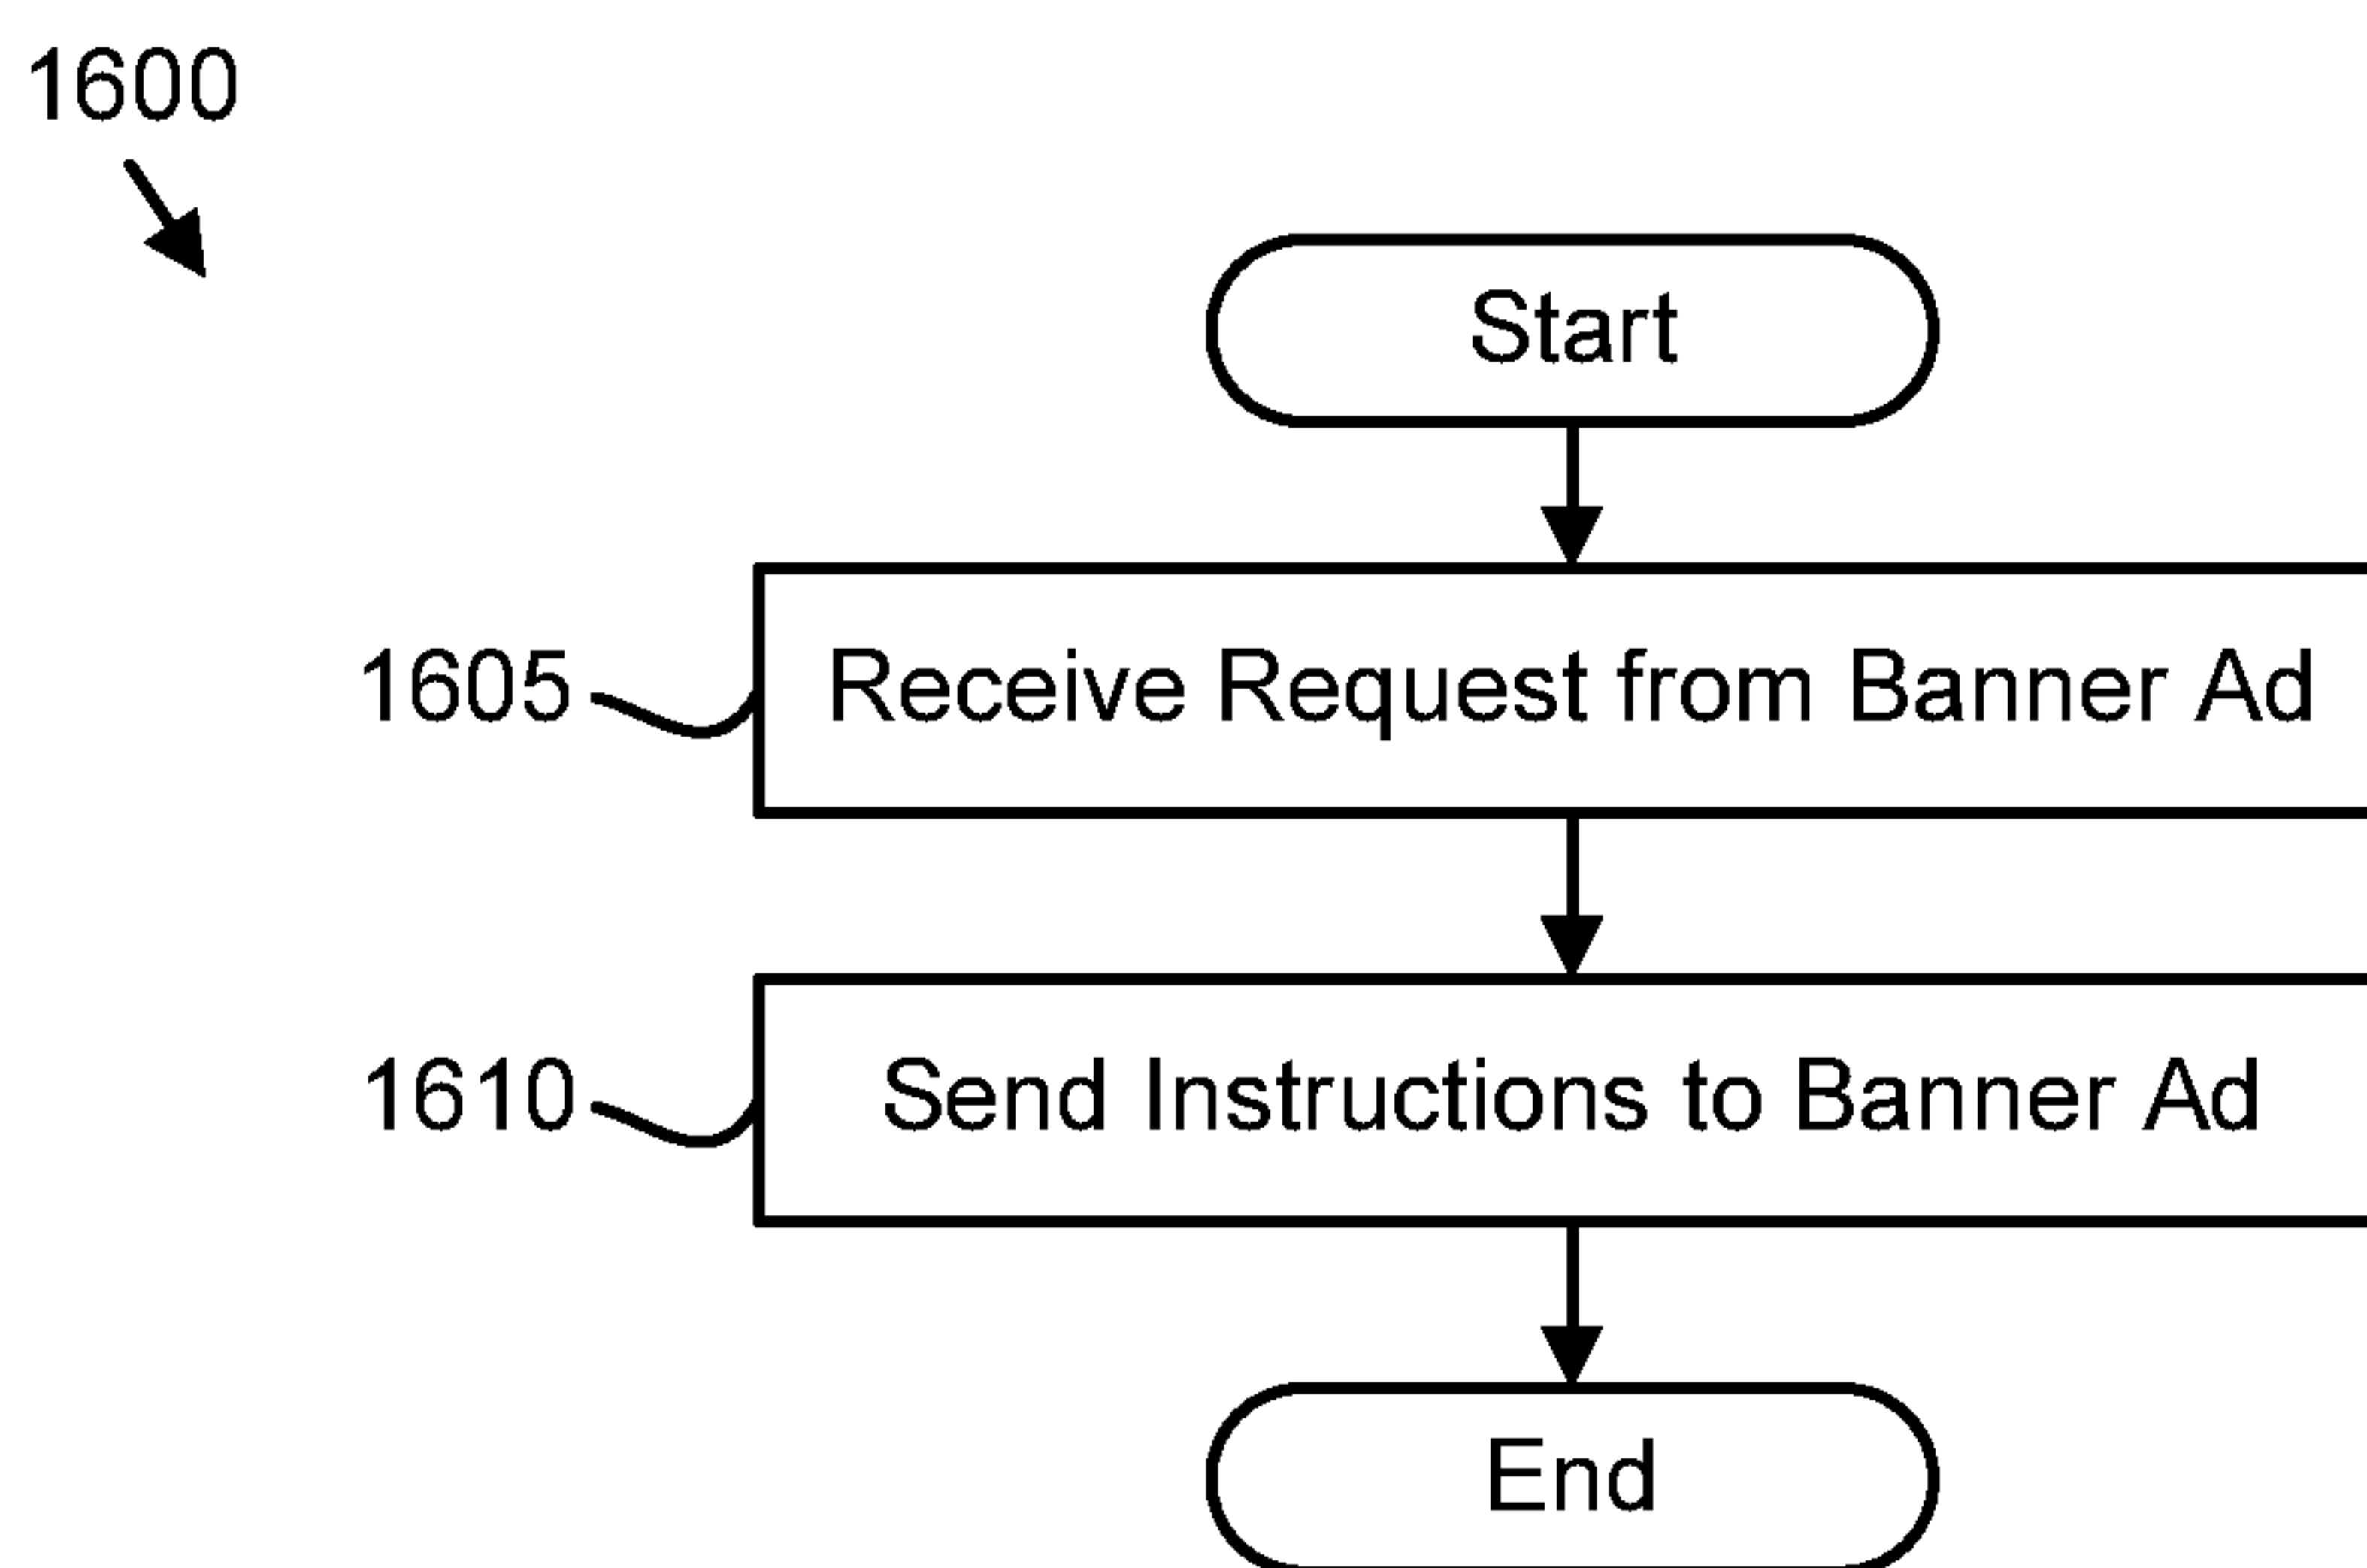 1600
Start
1605 Receive Request from Banner Ad
1610 Send Instructions to Banner Ad
End